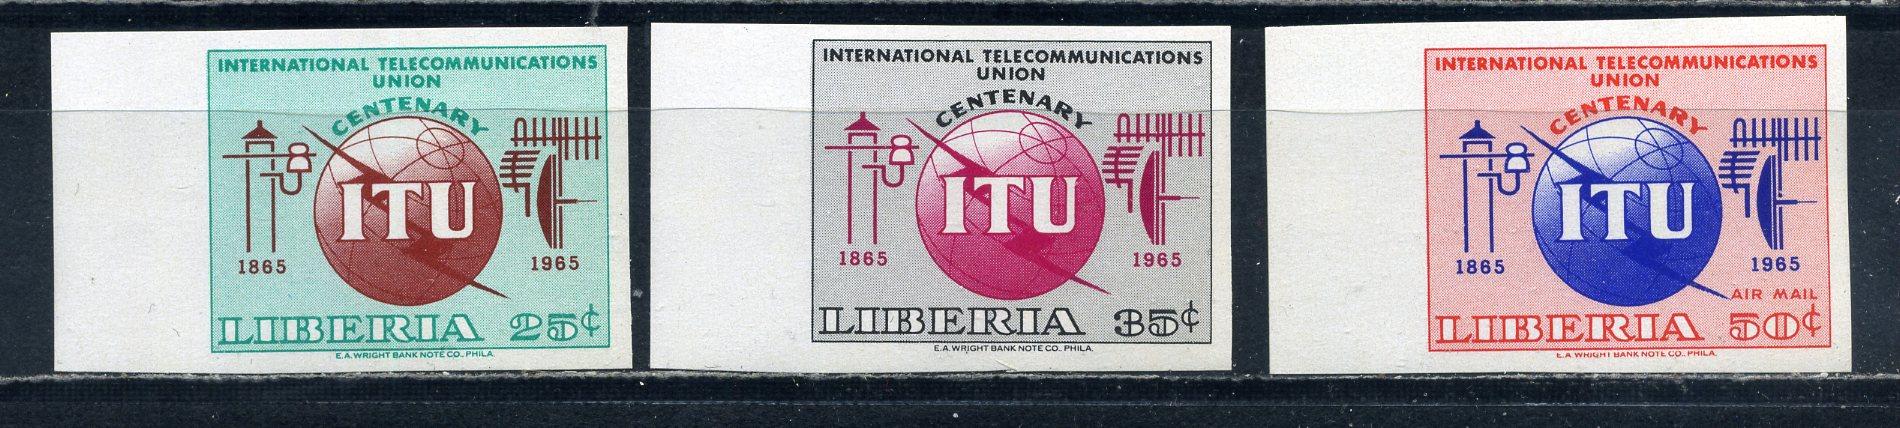 INTERNATIONAL TELECOMMUNICATIONS
UNION
CENTENARY
ITU
1865
1965
LIBERIA 25¢
E.A. WRIGHT BANK NOTE CO., PHILA.
INTERNATIONAL TELECOMMUNICATIONS
UNION
CENTENARY
ITU
1865
1965
LIBERIA 35¢
E.A. WRIGHT BANK NOTE CO., PHILA.
INTERNATIONAL TELECOMMUNICATIONS
UNION
CENTENARY
ITU
1865
1965
AIR MAIL
LIBERIA 50¢
E.A. WRIGHT BANK NOTE CO., PHILA.